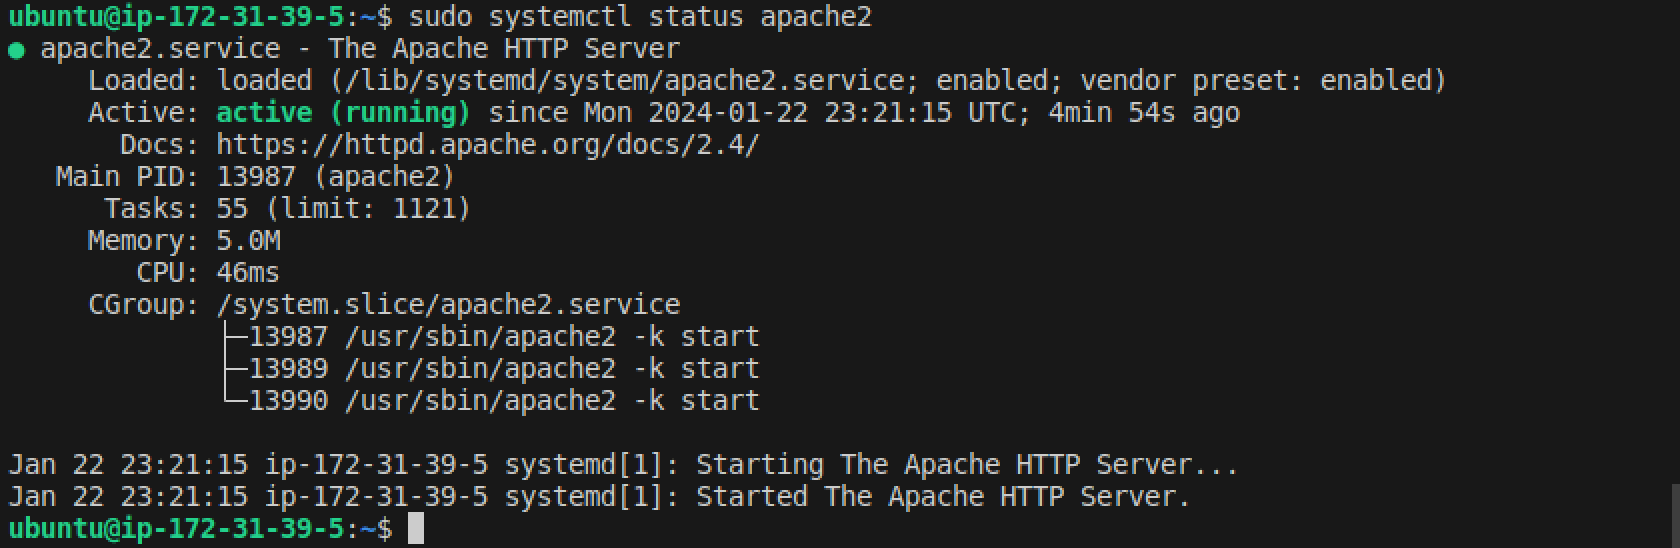 ubuntu@ip-172-31-39-5:~$ sudo systemctl status apache2
● apache2.service - The Apache HTTP Server
     Loaded: loaded (/lib/systemd/system/apache2.service; enabled; vendor preset: enabled)
     Active: active (running) since Mon 2024-01-22 23:21:15 UTC; 4min 54s ago
       Docs: https://httpd.apache.org/docs/2.4/
   Main PID: 13987 (apache2)
      Tasks: 55 (limit: 1121)
     Memory: 5.0M
        CPU: 46ms
     CGroup: /system.slice/apache2.service
             ├─13987 /usr/sbin/apache2 -k start
             ├─13989 /usr/sbin/apache2 -k start
             └─13990 /usr/sbin/apache2 -k start

Jan 22 23:21:15 ip-172-31-39-5 systemd[1]: Starting The Apache HTTP Server...
Jan 22 23:21:15 ip-172-31-39-5 systemd[1]: Started The Apache HTTP Server.
ubuntu@ip-172-31-39-5:~$